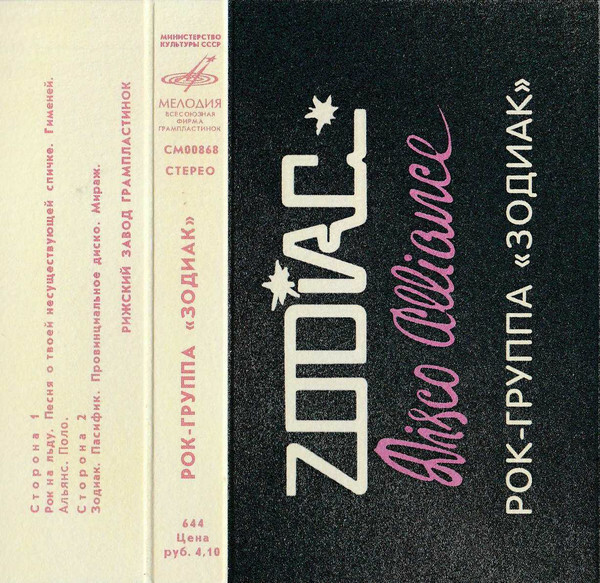 Сторона 1
Рок на льду. Песня о твоей несуществующей спичке. Гименей.
Альянс. Поло.
Сторона 2
Зодиак. Пасифик. Провинциальное диско. Мираж.
РИЖСКИЙ ЗАВОД ГРАМПЛАСТИНОК
МИНИСТЕРСТВО
КУЛЬТУРЫ СССР
МЕЛОДИЯ
ВСЕСОЮЗНАЯ
ФИРМА
ГРАМПЛАСТИНОК
СМ00868
СТЕРЕО
РОК-ГРУППА «ЗОДИАК»
644
Цена
руб. 4,10
ZODIAC
Disco Alliance
РОК-ГРУППА «ЗОДИАК»